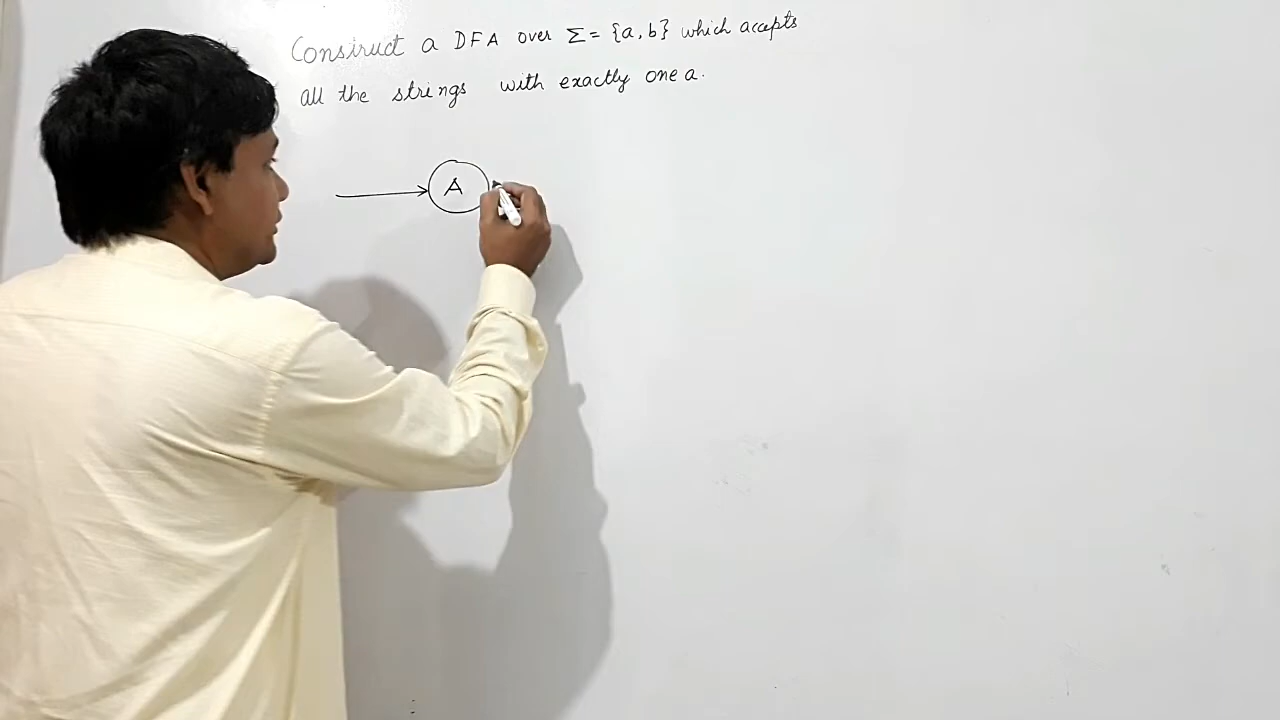 Construct a DFA over Σ = {a, b} which accepts
all the strings with exactly one a.
A